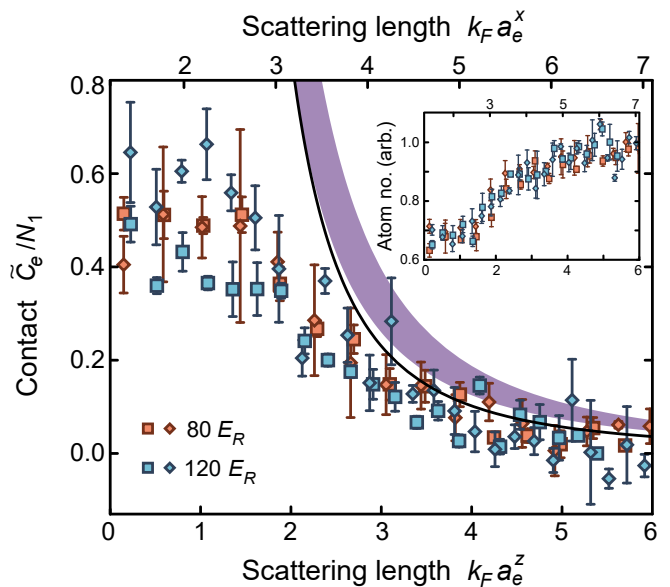 Scattering length k_F a_e^x
2 3 4 5 6 7
0.8
0.6
0.4
0.2
0.0
Contact C̃_e/N_1
80 E_R
120 E_R
3 5 7
1.0
0.8
0.6
Atom no. (arb.)
0 2 4 6
0 1 2 3 4 5 6
Scattering length k_F a_e^z